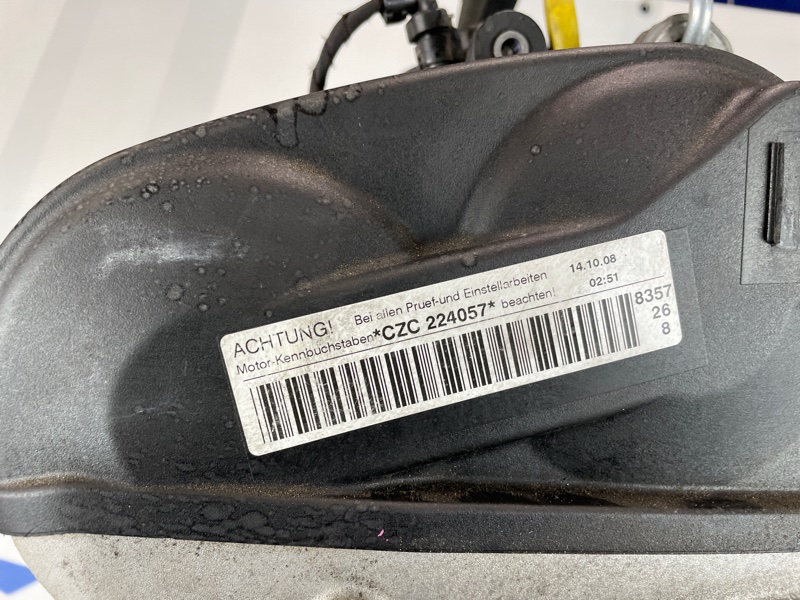 ACHTUNG! Bei allen Pruef-und Einstellarbeiten 14.10.08
Motor-Kennbuchstaben *CZC 224057* beachten! 02:51
8357
26
8